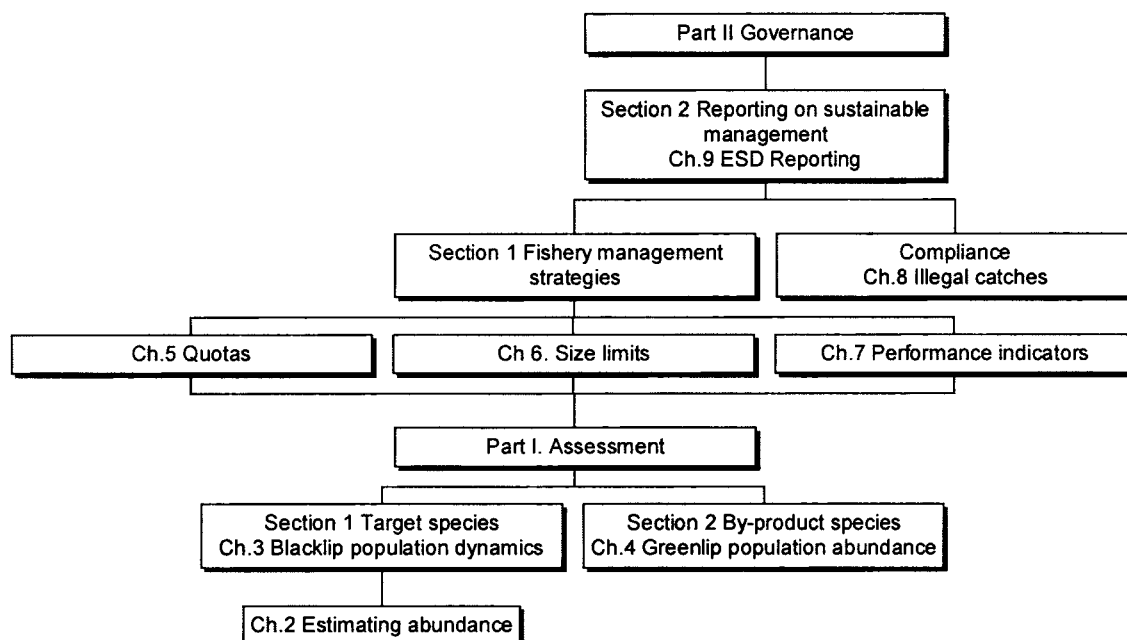 Part II Governance
Section 2 Reporting on sustainable
management
Ch.9 ESD Reporting
Section 1 Fishery management
strategies
Compliance
Ch.8 Illegal catches
Ch.5 Quotas
Ch 6. Size limits
Ch.7 Performance indicators
Part I. Assessment
Section 1 Target species
Ch.3 Blacklip population dynamics
Section 2 By-product species
Ch.4 Greenlip population abundance
Ch.2 Estimating abundance